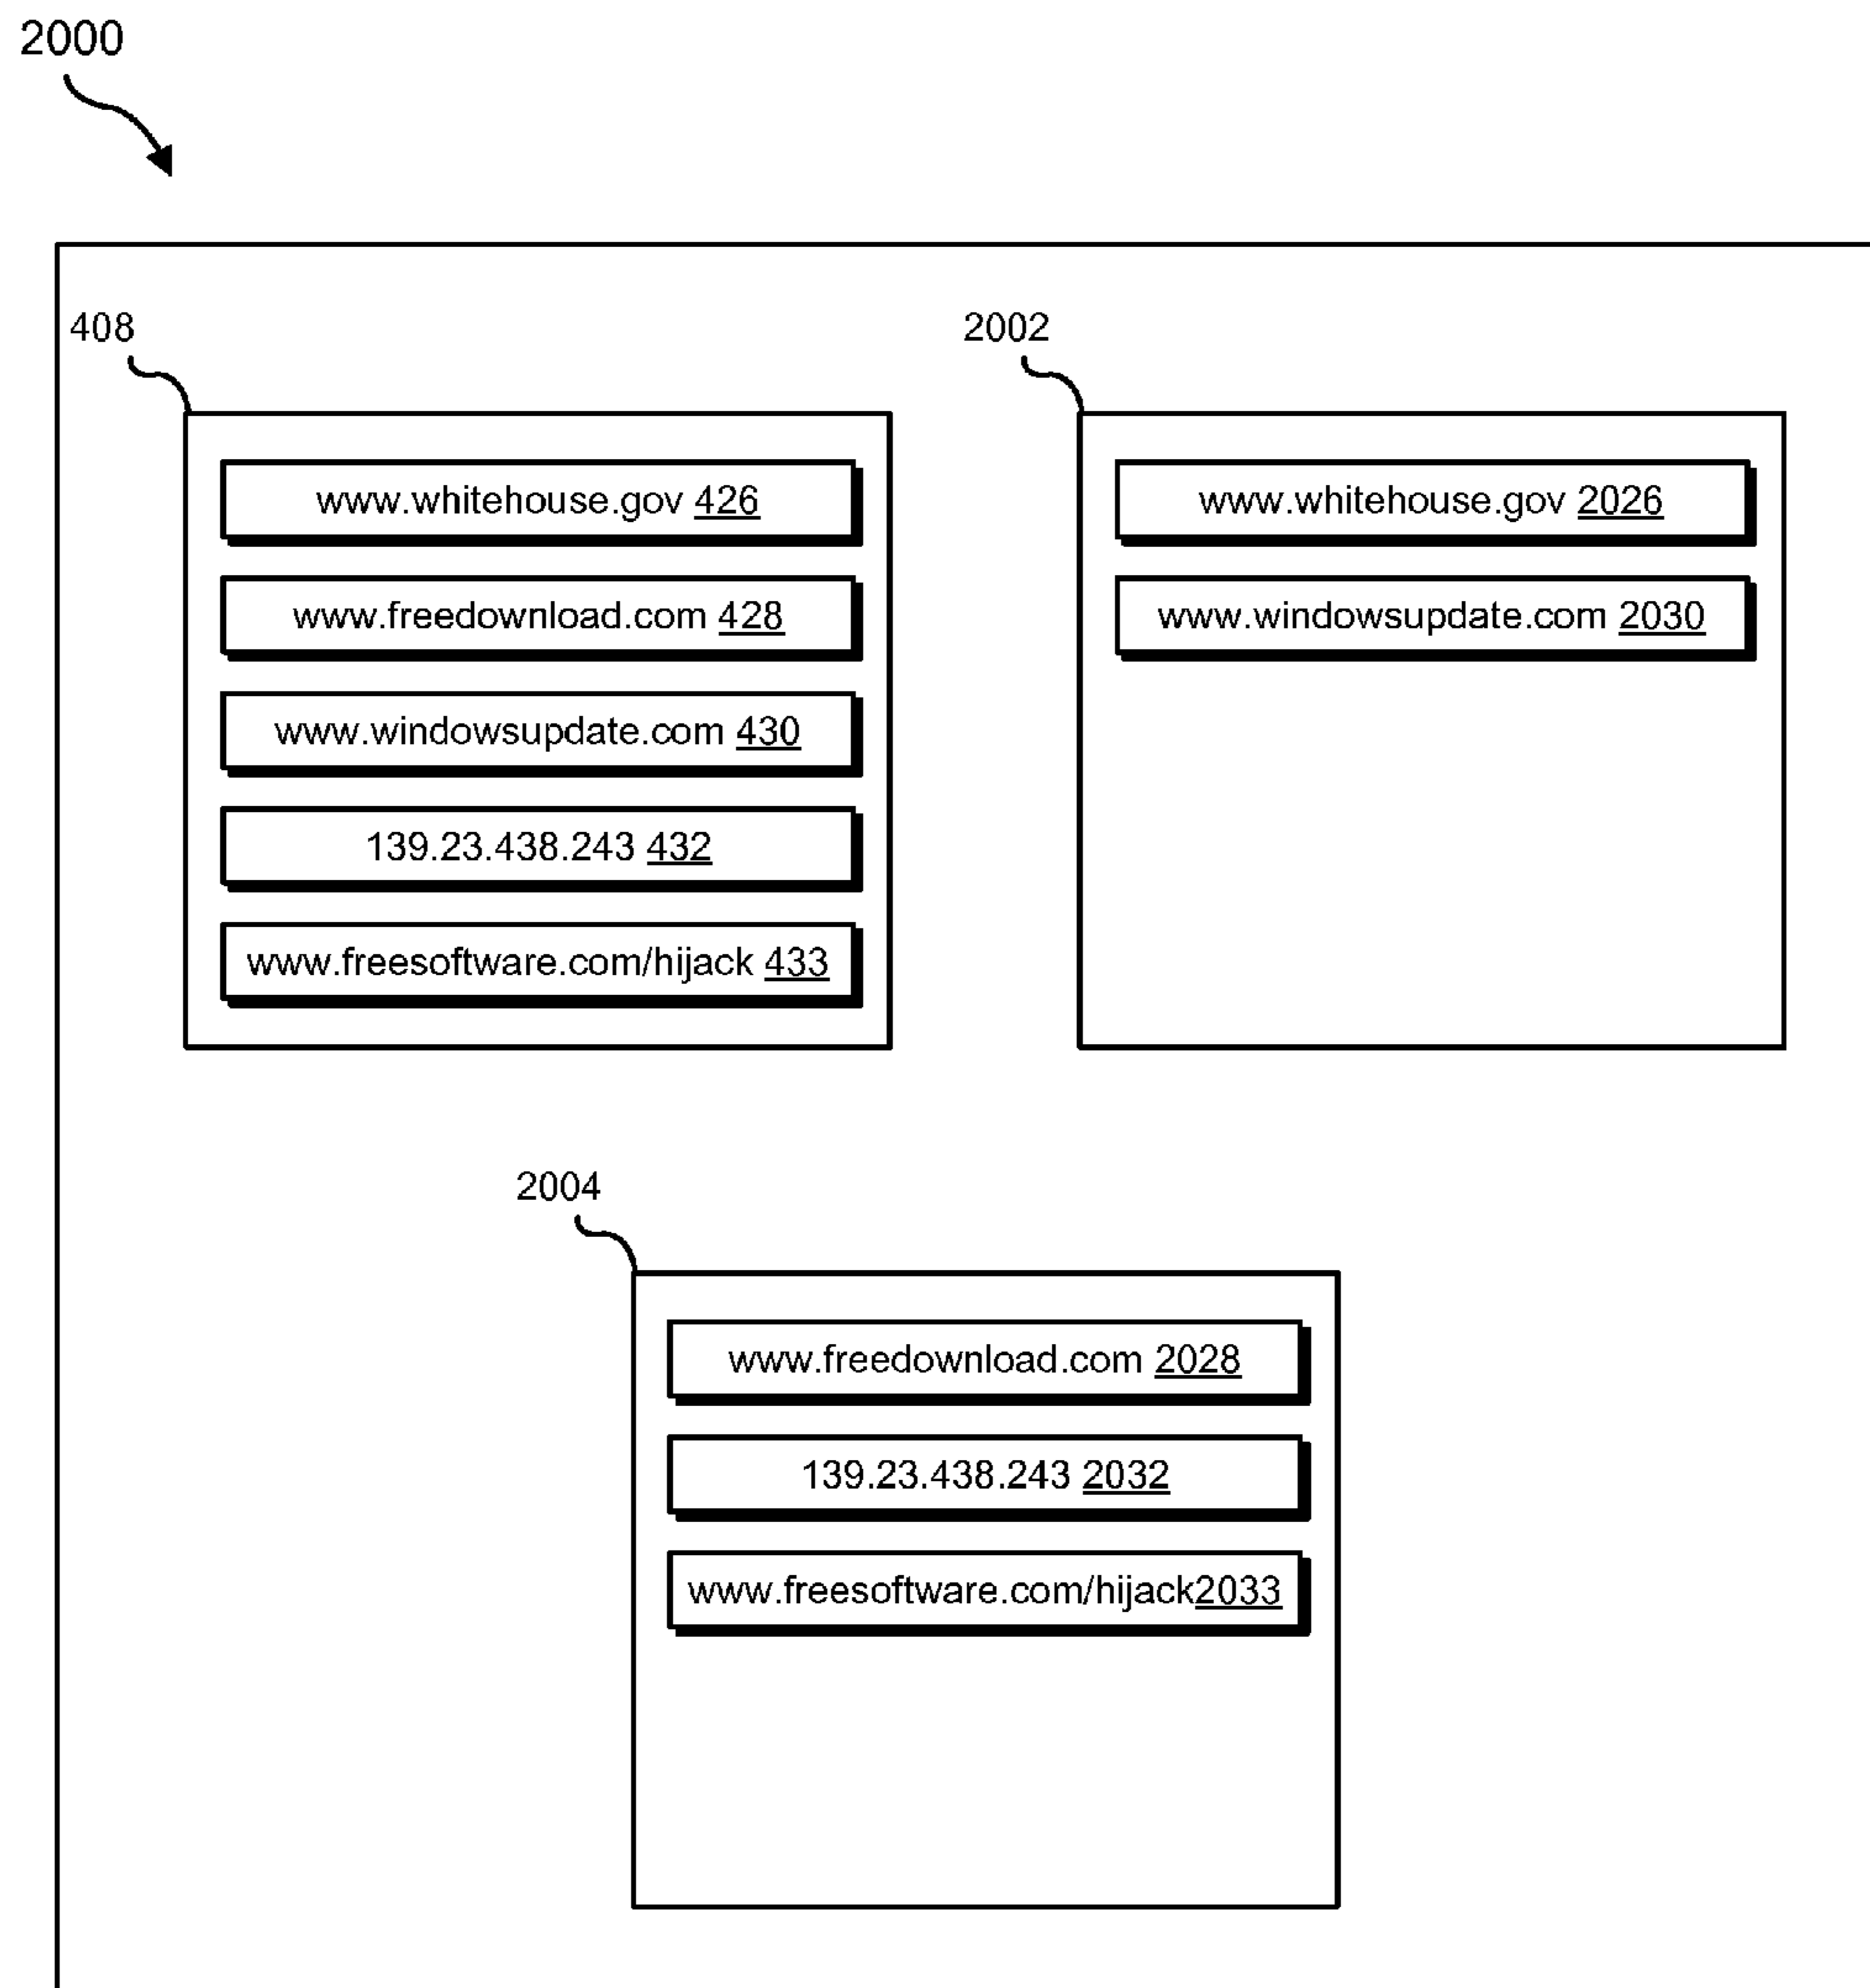 2000
408
www.whitehouse.gov 426
www.freedownload.com 428
www.windowsupdate.com 430
139.23.438.243 432
www.freesoftware.com/hijack 433
2002
www.whitehouse.gov 2026
www.windowsupdate.com 2030
2004
www.freedownload.com 2028
139.23.438.243 2032
www.freesoftware.com/hijack2033